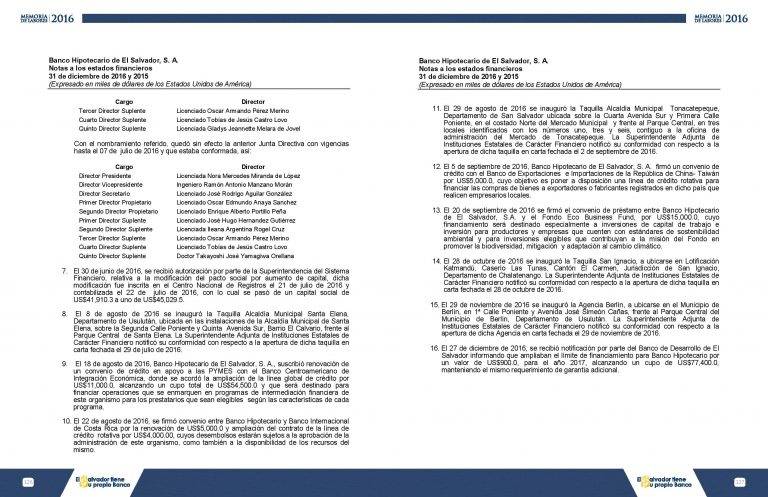 MEMORIA
DE LABORES 2016
Banco Hipotecario de El Salvador, S. A.
Notas a los estados financieros
31 de diciembre de 2016 y 2015
(Expresado en miles de dólares de los Estados Unidos de América)
Cargo Director
Tercer Director Suplente Licenciado Oscar Armando Pérez Merino
Cuarto Director Suplente Licenciado Tobías de Jesús Castro Lovo
Quinto Director Suplente Licenciada Gladys Jeannette Melara de Jovel
Con el nombramiento referido, quedó sin efecto la anterior Junta Directiva con vigencias
hasta el 07 de julio de 2016 y que estaba conformada, así:
Cargo Director
Director Presidente Licenciada Nora Mercedes Miranda de López
Director Vicepresidente Ingeniero Ramón Antonio Manzano Morán
Director Secretario Licenciado José Rodrigo Aguilar González
Primer Director Propietario Licenciado Oscar Edmundo Anaya Sanchez
Segundo Director Propietario Licenciado Enrique Alberto Portillo Peña
Primer Director Suplente Licenciado José Hugo Hernandez Gutiérrez
Segundo Director Suplente Licenciada Ileana Argentina Rogel Cruz
Tercer Director Suplente Licenciado Oscar Armando Pérez Merino
Cuarto Director Suplente Licenciado Tobías de Jesús Castro Lovo
Quinto Director Suplente Doctor Takayoshi José Yamagiwa Orellana
7. El 30 de junio de 2016, se recibió autorización por parte de la Superintendencia del Sistema
Financiero, relativa a la modificación del pacto social por aumento de capital, dicha
modificación fue inscrita en el Centro Nacional de Registros el 21 de julio de 2016 y
contabilizada el 22 de julio de 2016, con lo cual se pasó de un capital social de
US$41,910.3 a uno de US$45,029.5.
8. El 8 de agosto de 2016 se inauguró la Taquilla Alcaldía Municipal Santa Elena,
Departamento de Usulután, ubicada en las instalaciones de la Alcaldía Municipal de Santa
Elena, sobre la Segunda Calle Poniente y Quinta Avenida Sur, Barrio El Calvario, frente al
Parque Central de Santa Elena. La Superintendente Adjunta de Instituciones Estatales de
Carácter Financiero notificó su conformidad con respecto a la apertura de dicha taquilla en
carta fechada el 29 de julio de 2016.
9. El 18 de agosto de 2016, Banco Hipotecario de El Salvador, S. A., suscribió renovación de
un convenio de crédito en apoyo a las PYMES con el Banco Centroamericano de
Integración Económica, donde se acordó la ampliación de la línea global de crédito por
US$11,000.0, alcanzando un cupo total de US$54,500.0 y que será destinado para
financiar operaciones que se enmarquen en programas de intermediación financiera de
este organismo para los prestatarios que sean elegibles según las características de cada
programa.
10. El 22 de agosto de 2016, se firmó convenio entre Banco Hipotecario y Banco Internacional
de Costa Rica por la renovación de US$5,000.0 y ampliación del contrato de la línea de
crédito rotativa por US$4,000.00, cuyos desembolsos estarán sujetos a la aprobación de la
administración de este organismo, como también a la disponibilidad de los recursos del
mismo.
126
El Salvador tiene
su propio Banco
MEMORIA
DE LABORES 2016
Banco Hipotecario de El Salvador, S. A.
Notas a los estados financieros
31 de diciembre de 2016 y 2015
(Expresado en miles de dólares de los Estados Unidos de América)
11. El 29 de agosto de 2016 se inauguró la Taquilla Alcaldía Municipal Tonacatepeque,
Departamento de San Salvador ubicada sobre la Cuarta Avenida Sur y Primera Calle
Poniente, en el costado Norte del Mercado Municipal y frente al Parque Central, en tres
locales identificados con los números uno, tres y seis, contiguo a la oficina de
administración del Mercado de Tonacatepeque. La Superintendente Adjunta de
Instituciones Estatales de Carácter Financiero notificó su conformidad con respecto a la
apertura de dicha taquilla en carta fechada el 2 de septiembre de 2016.
12. El 5 de septiembre de 2016, Banco Hipotecario de El Salvador, S. A. firmó un convenio de
crédito con el Banco de Exportaciones e Importaciones de la República de China- Taiwán
por US$5,000.0, cuyo objetivo es poner a disposición una línea de crédito rotativa para
financiar las compras de bienes a exportadores o fabricantes registrados en dicho país que
realicen empresarios locales.
13. El 20 de septiembre de 2016 se firmó el convenio de préstamo entre Banco Hipotecario
de El Salvador, S.A. y el Fondo Eco Business Fund, por US$15,000.0, cuyo
financiamiento será destinado especialmente a inversiones de capital de trabajo e
inversión para productores y empresas que cuenten con estándares de sostenibilidad
ambiental y para inversiones elegibles que contribuyan a la misión del Fondo en
promover la biodiversidad, mitigación y adaptación al cambio climático.
14. El 28 de octubre de 2016 se inauguró la Taquilla San Ignacio, a ubicarse en Lotificación
Katmandú, Caserío Las Tunas, Cantón El Carmen, Jurisdicción de San Ignacio,
Departamento de Chalatenango. La Superintendente Adjunta de Instituciones Estatales de
Carácter Financiero notificó su conformidad con respecto a la apertura de dicha taquilla en
carta fechada el 28 de octubre de 2016.
15. El 29 de noviembre de 2016 se inauguró la Agencia Berlín, a ubicarse en el Municipio de
Berlín, en 1ª Calle Poniente y Avenida José Simeón Cañas, frente al Parque Central del
Municipio de Berlín, Departamento de Usulután. La Superintendente Adjunta de
Instituciones Estatales de Carácter Financiero notificó su conformidad con respecto a la
apertura de dicha Agencia en carta fechada el 29 de noviembre de 2016.
16. El 27 de diciembre de 2016, se recibió notificación por parte del Banco de Desarrollo de El
Salvador informando que ampliaban el límite de financiamiento para Banco Hipotecario por
un valor de US$900.0, para el año 2017, alcanzando un cupo de US$77,400.0,
manteniendo el mismo requerimiento de garantía adicional.
El Salvador tiene
su propio Banco
127